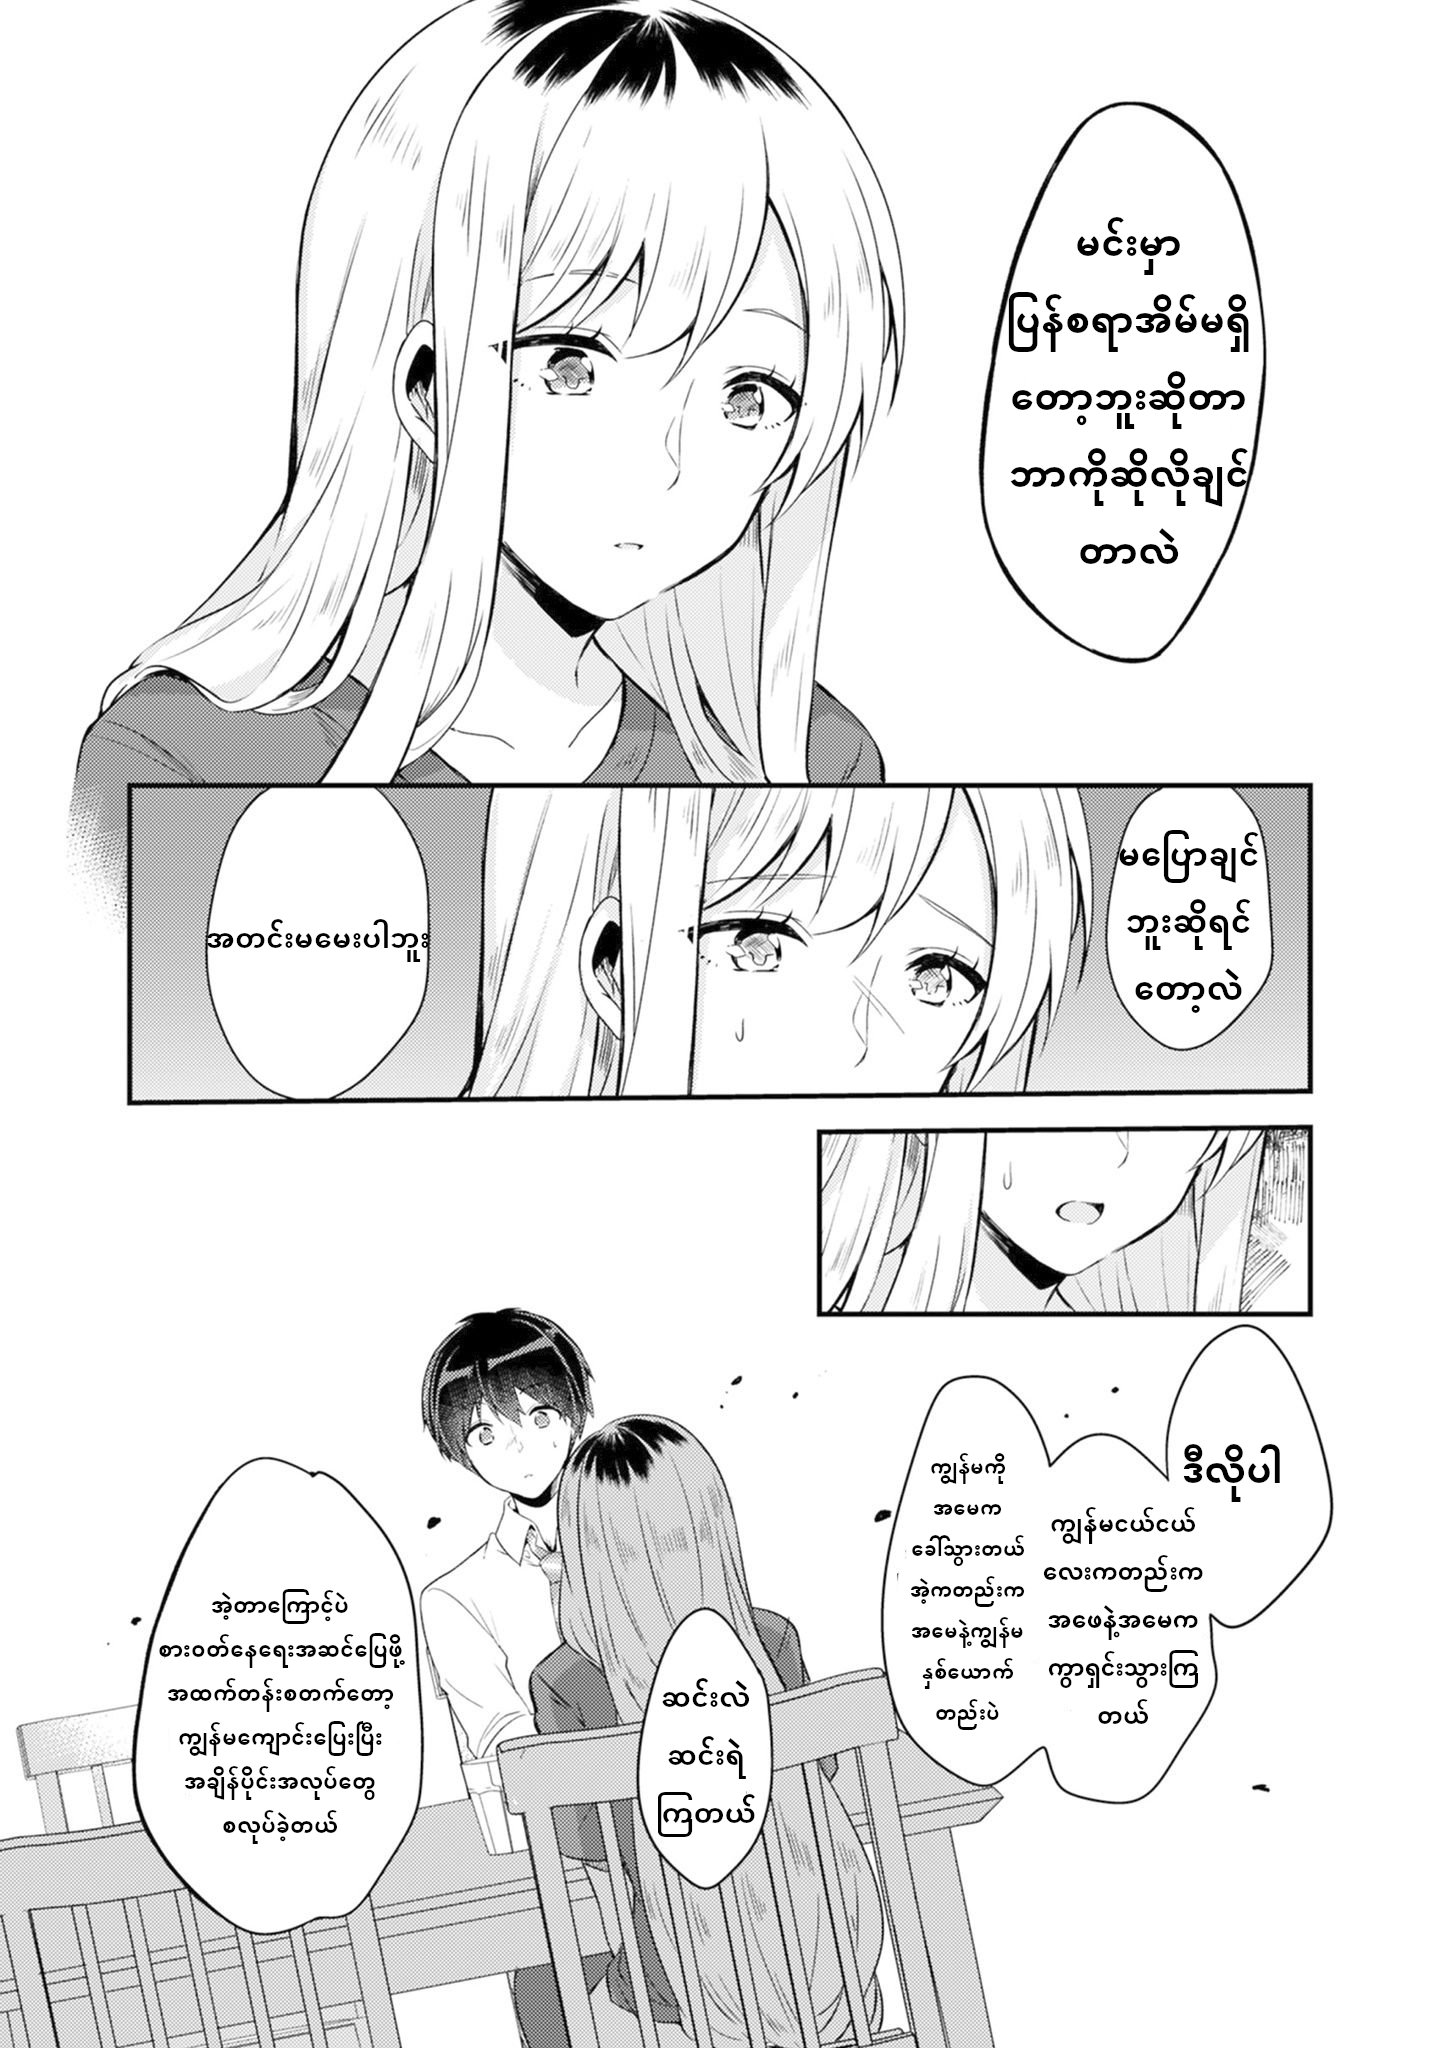 မင်းမှာ
ပြန်စရာအိမ်မရှိ
တော့ဘူးဆိုတာ
ဘာကိုဆိုလိုချင်
တာလဲ
မပြောချင်
ဘူးဆိုရင်
တော့လဲ
အတင်းမမေးပါဘူး
ဒီလိုပါ
ကျွန်မငယ်ငယ်
လေးကတည်းက
အဖေနဲ့အမေက
ကွာရှင်းသွားကြ
တယ်
ကျွန်မကို
အမေက
ခေါ်သွားတယ်
အဲ့ကတည်းက
အမေနဲ့ကျွန်မ
နှစ်ယောက်
တည်းပဲ
ဆင်းလဲ
ဆင်းရဲ
ကြတယ်
အဲ့တာကြောင့်ပဲ
စားဝတ်နေရေးအဆင်ပြေဖို့
အထက်တန်းစတက်တော့
ကျွန်မကျောင်းပြေးပြီး
အချိန်ပိုင်းအလုပ်တွေ
စလုပ်ခဲ့တယ်